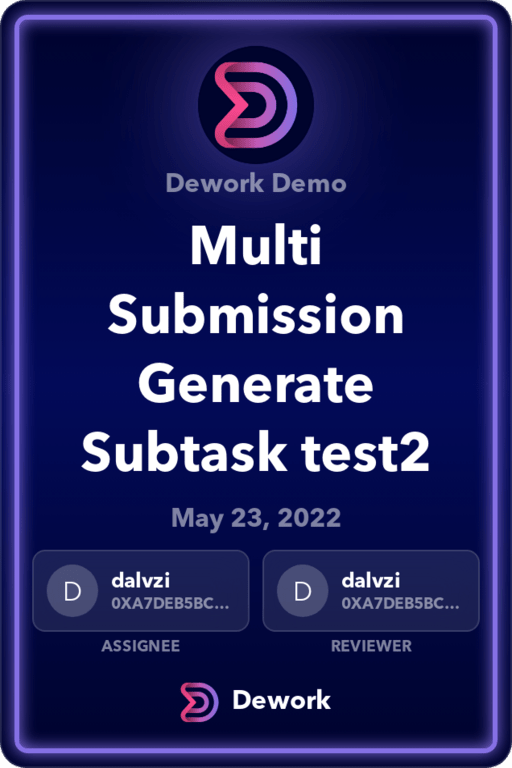 Dework Demo
Multi
Submission
Generate
Subtask test2
May 23, 2022
D dalvzi
0XA7DEB5BC...
D dalvzi
0XA7DEB5BC...
ASSIGNEE
REVIEWER
Dework